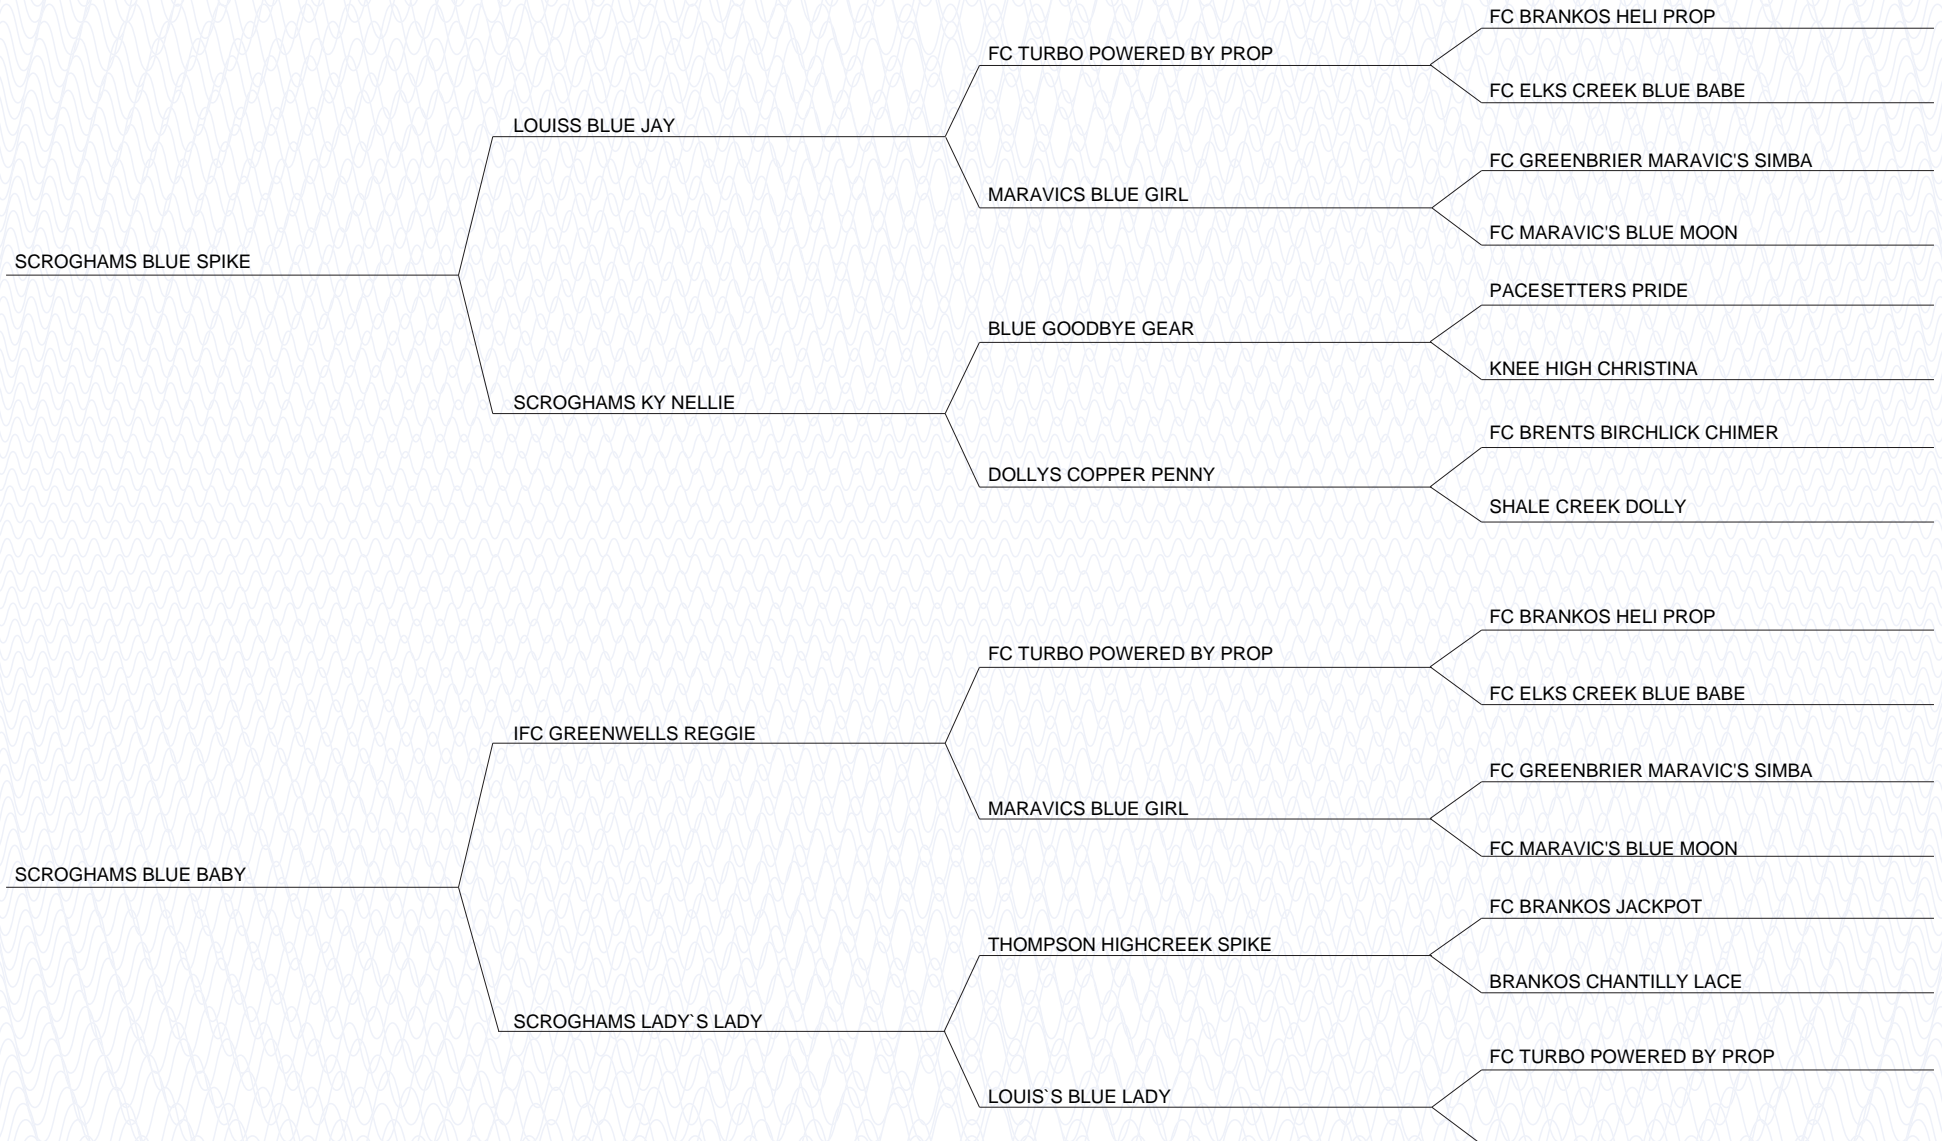 FC BRANKOS HELI PROP
FC TURBO POWERED BY PROP
FC ELKS CREEK BLUE BABE
LOUISS BLUE JAY
FC GREENBRIER MARAVIC'S SIMBA
MARAVICS BLUE GIRL
FC MARAVIC'S BLUE MOON
SCROGHAMS BLUE SPIKE
PACESETTERS PRIDE
BLUE GOODBYE GEAR
KNEE HIGH CHRISTINA
SCROGHAMS KY NELLIE
FC BRENTS BIRCHLICK CHIMER
DOLLYS COPPER PENNY
SHALE CREEK DOLLY
FC BRANKOS HELI PROP
FC TURBO POWERED BY PROP
FC ELKS CREEK BLUE BABE
IFC GREENWELLS REGGIE
FC GREENBRIER MARAVIC'S SIMBA
MARAVICS BLUE GIRL
FC MARAVIC'S BLUE MOON
SCROGHAMS BLUE BABY
FC BRANKOS JACKPOT
THOMPSON HIGHCREEK SPIKE
BRANKOS CHANTILLY LACE
SCROGHAMS LADY`S LADY
FC TURBO POWERED BY PROP
LOUIS`S BLUE LADY